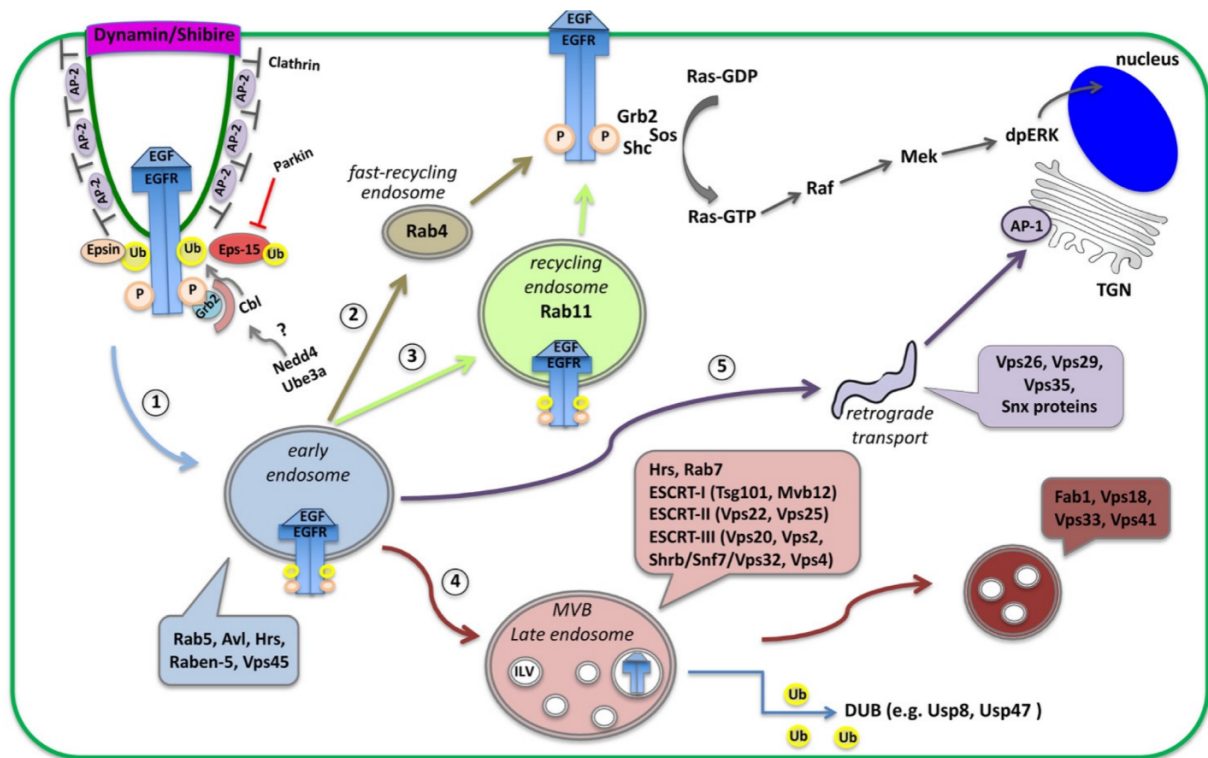 Dynamin/Shibire
Clathrin
AP-2
AP-2
AP-2
AP-2
AP-2
AP-2
EGF
EGFR
Parkin
Epsin
Ub
Ub
Eps-15
Ub
P
P
Grb2
Cbl
?
Nedd4
Ube3a
1
EGF
EGFR
P
P
Grb2
Shc
Sos
Ras-GDP
Ras-GTP
Raf
Mek
dpERK
nucleus
AP-1
TGN
fast-recycling
endosome
Rab4
2
3
recycling
endosome
Rab11
EGF
EGFR
5
retrograde
transport
Vps26, Vps29,
Vps35,
Snx proteins
early
endosome
EGF
EGFR
Rab5, Avl, Hrs,
Raben-5, Vps45
4
Hrs, Rab7
ESCRT-I (Tsg101, Mvb12)
ESCRT-II (Vps22, Vps25)
ESCRT-III (Vps20, Vps2,
Shrb/Snf7/Vps32, Vps4)
MVB
Late endosome
ILV
Fab1, Vps18,
Vps33, Vps41
Ub
Ub
Ub
DUB (e.g. Usp8, Usp47 )